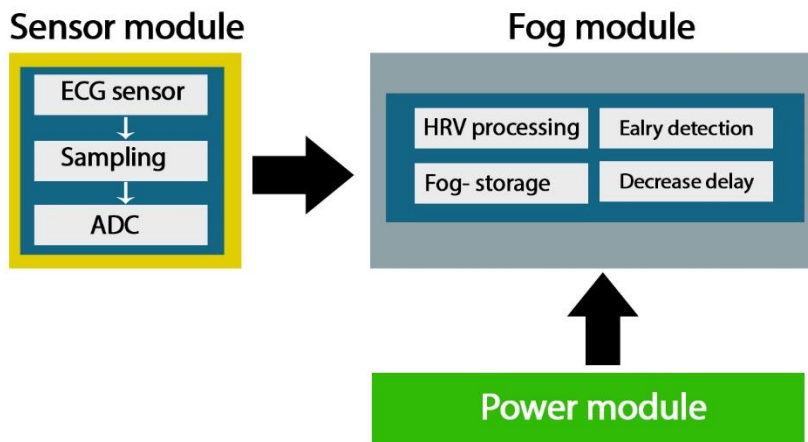 Sensor module
ECG sensor
Sampling
ADC
Fog module
HRV processing
Ealry detection
Fog- storage
Decrease delay
Power module